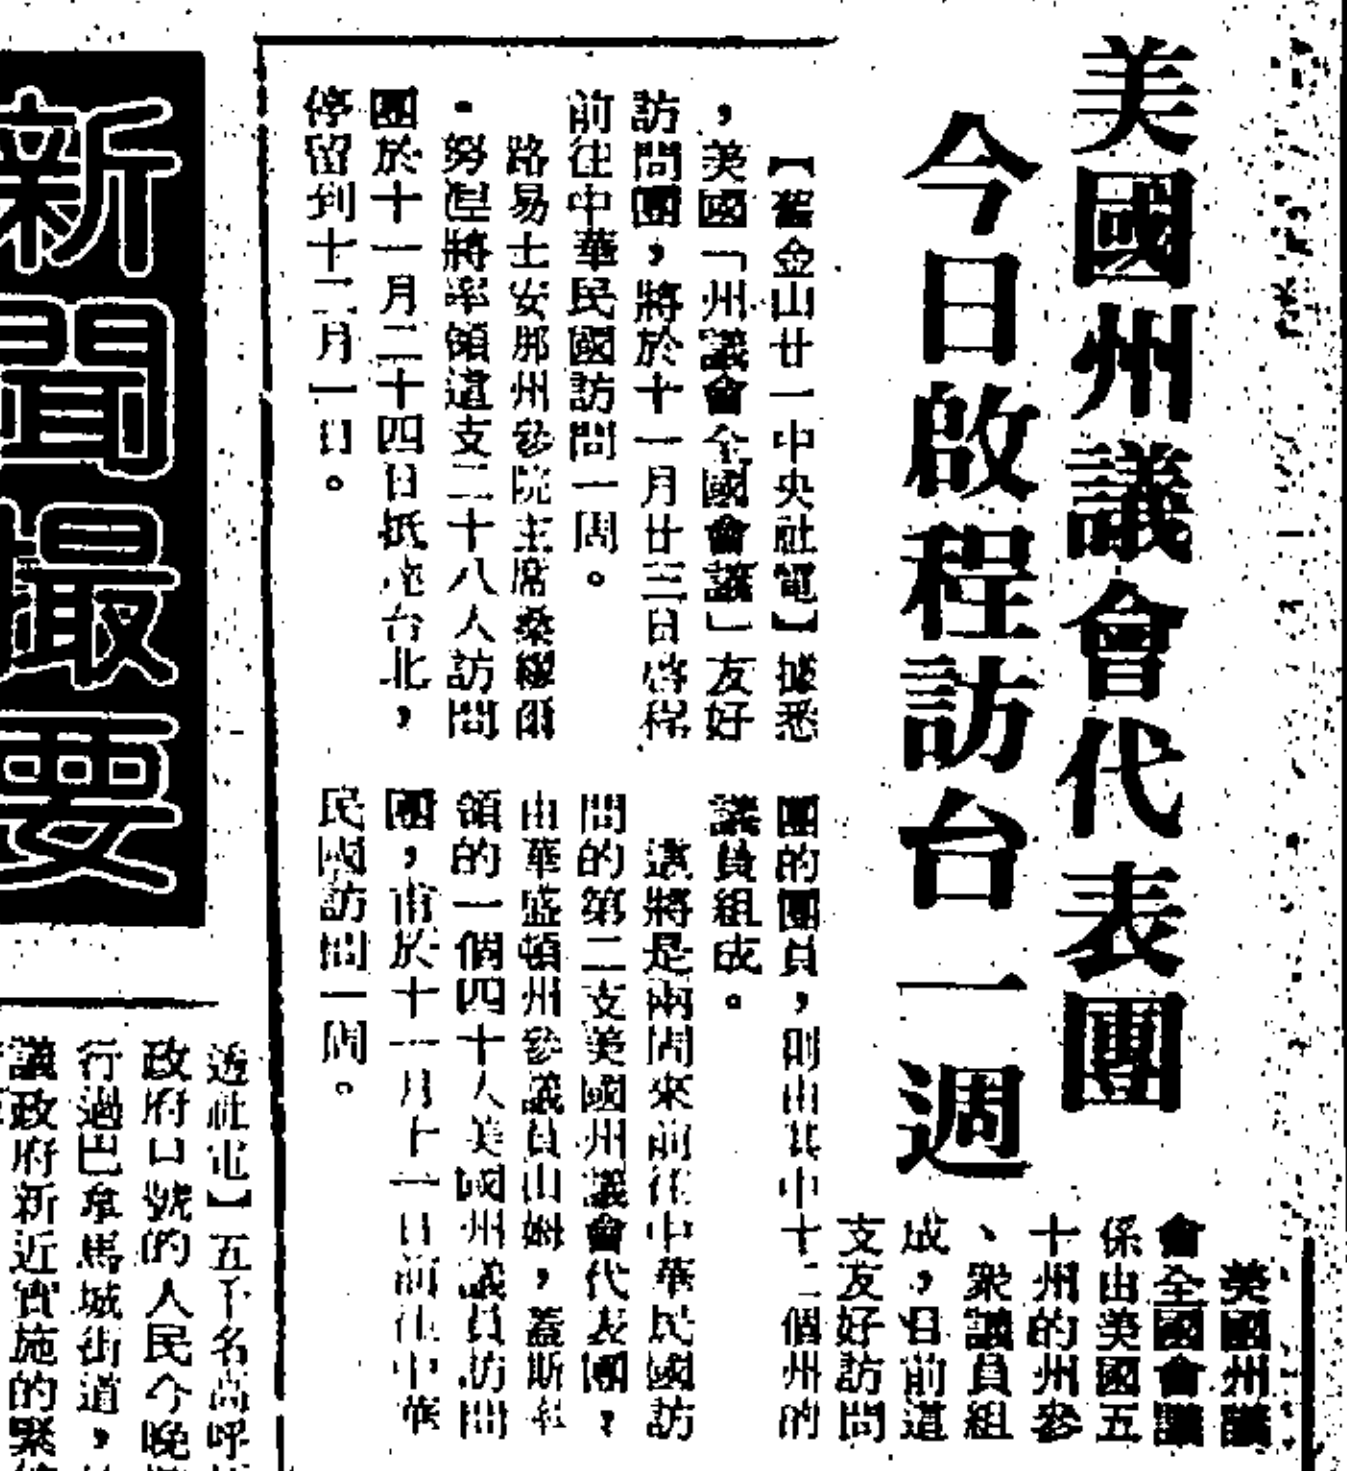 美國州議會代表團
今日啟程訪台一週
【舊金山廿一中央社電】據悉
,美國「州議會全國會議」友好
訪問團,將於十一月廿三日啓程
前往中華民國訪問一周。
路易士安那州參院主席桑繆爾
·努涅將率領這支二十八人訪問
團於十一月二十四日抵達台北,
停留到十二月一日。
美國州議
會全國會議
係由美國五
十州的州參
、衆議員組
成,目前這
支友好訪問
團的團員,則由其中十二個州的
議員組成。
這將是兩周來前往中華民國訪
問的第二支美國州議會代表團,
由華盛頓州參議員山姆,蓋斯率
領的一個四十人美國州議員訪問
團,甫於十一月十一日前往中華
民國訪問一周。
新聞撮要
近社電】五千名高呼
政府口號的人民今晚
行過巴拿馬城街道,
議政府新近實施的緊